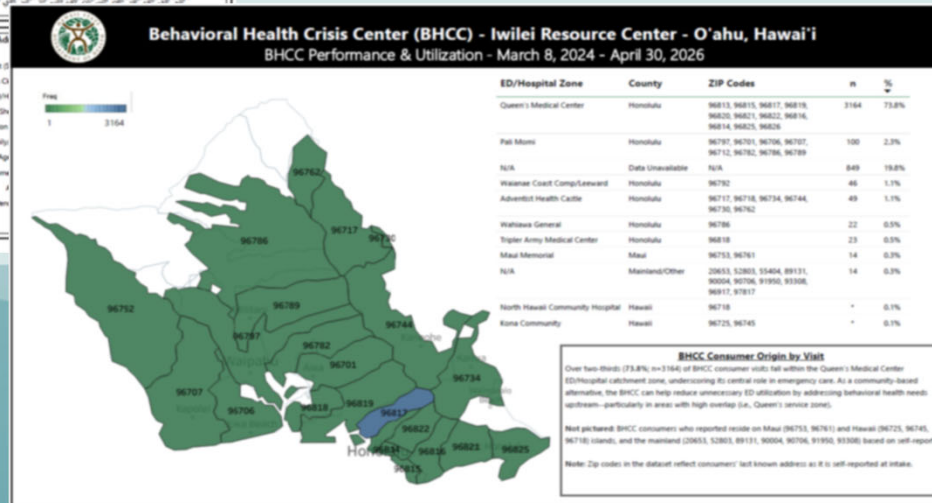 Behavioral Health Crisis Center (BHCC) - Iwilei Resource Center - O'ahu, Hawai'i
BHCC Performance & Utilization - March 8, 2024 - April 30, 2026
Freq
1 3164
96762
96717
96730
96786
96792
96789
96797
96782
96744
96701
96734
96707
96706
96818
96819
96817
96822
96816
96821
96825
96815
Waipahu
ED/Hospital Zone County ZIP Codes n %
Queen's Medical Center Honolulu 96813, 96815, 96817, 96819, 3164 73.8%
96820, 96821, 96822, 96816,
96814, 96825, 96826
Pali Momi Honolulu 96797, 96701, 96706, 96707, 100 2.3%
96712, 96782, 96786, 96789
N/A Data Unavailable N/A 849 19.8%
Waianae Coast Comp/Leeward Honolulu 96792 46 1.1%
Adventist Health Castle Honolulu 96717, 96718, 96734, 96744, 49 1.1%
96730, 96762
Wahiawa General Honolulu 96786 22 0.5%
Tripler Army Medical Center Honolulu 96818 23 0.5%
Maui Memorial Maui 96753, 96761 14 0.3%
N/A Mainland/Other 20653, 52803, 55404, 89131, 14 0.3%
90004, 90706, 91950, 93308,
96917, 97817
North Hawaii Community Hospital Hawaii 96718 * 0.1%
Kona Community Hawaii 96725, 96745 * 0.1%
BHCC Consumer Origin by Visit
Over two-thirds (73.8%; n=3164) of BHCC consumer visits fall within the Queen's Medical Center
ED/Hospital catchment zone, underscoring its central role in emergency care. As a community-based
alternative, the BHCC can help reduce unnecessary ED utilization by addressing behavioral health needs
upstream—particularly in areas with high overlap (i.e., Queen's service zone).
Not pictured: BHCC consumers who reported reside on Maui (96753, 96761) and Hawaii (96725, 96745,
96718) islands, and the mainland (20653, 52803, 89131, 90004, 90706, 91950, 93308) based on self-repor
Note: Zip codes in the dataset reflect consumers' last known address as it is self-reported at intake.